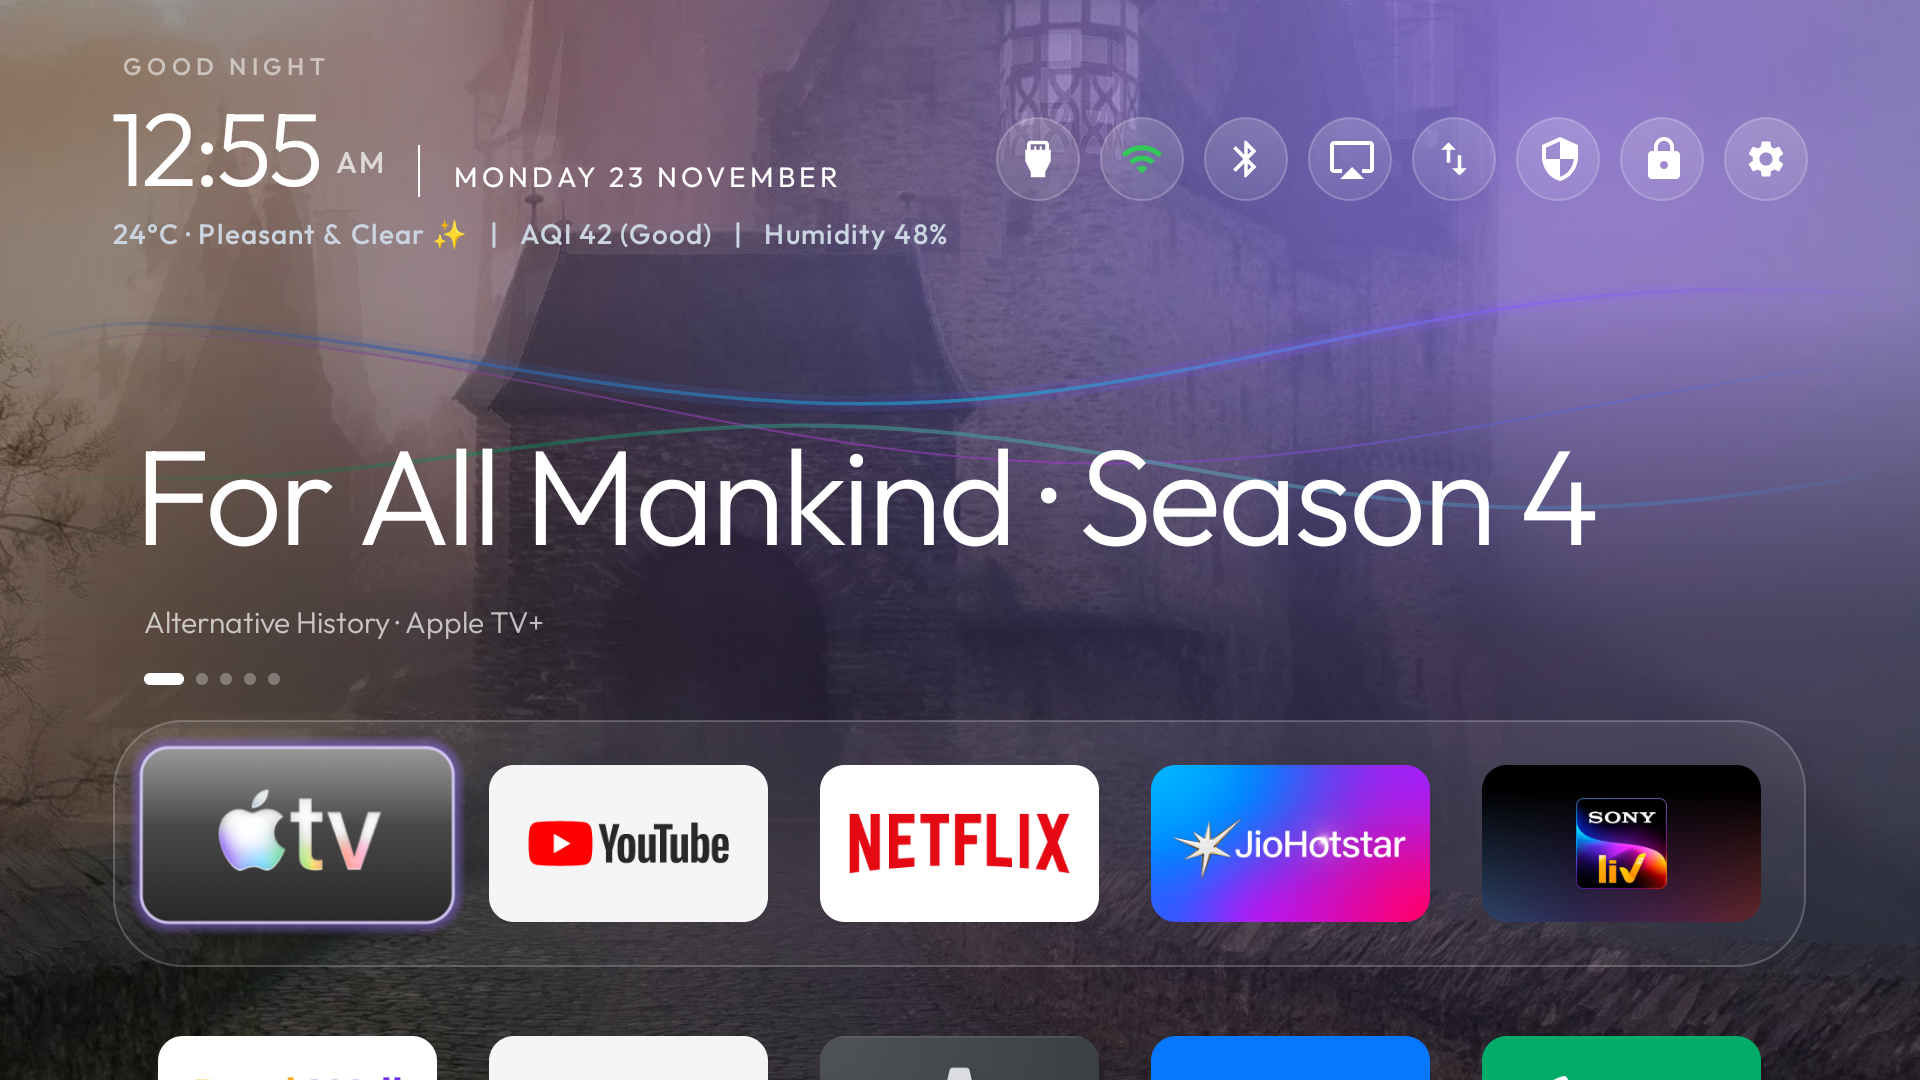 GOOD NIGHT
12:55 AM | MONDAY 23 NOVEMBER
24°C · Pleasant & Clear ✨ | AQI 42 (Good) | Humidity 48%
For All Mankind · Season 4
Alternative History · Apple TV+
tv
YouTube
NETFLIX
JioHotstar
SONY
liv